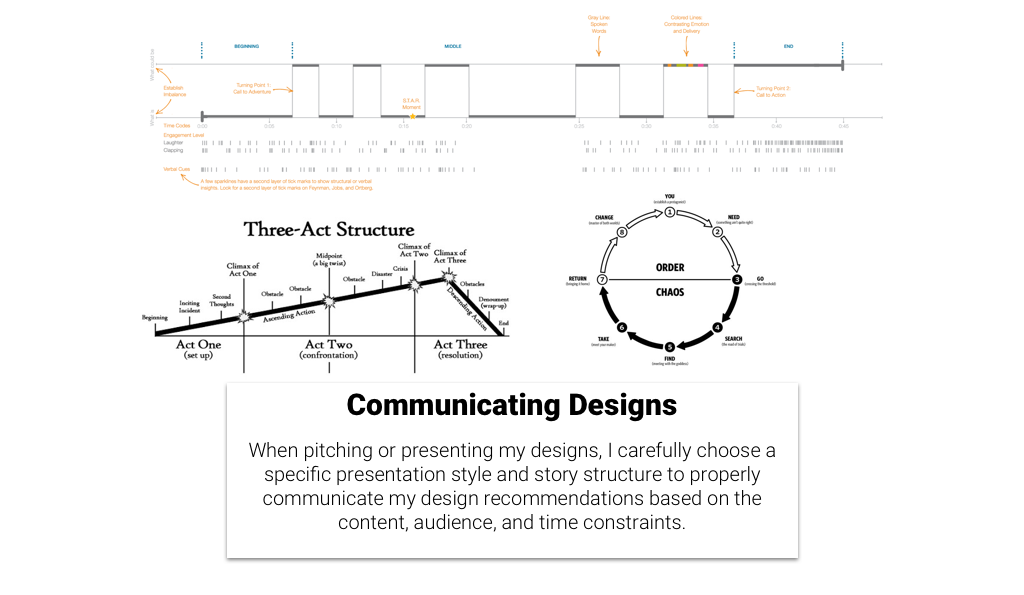 Gray Line:
Spoken
Words
Colored Lines:
Contrasting Emotion
and Delivery
BEGINNING
MIDDLE
END
What could be
What is
Establish
Imbalance
Turning Point 1:
Call to Adventure
S.T.A.R.
Moment
Turning Point 2:
Call to Action
Time Codes
0:00
0:05
0:10
0:15
0:20
0:25
0:30
0:35
0:40
0:45
Engagement Level
Laughter
Clapping
Verbal Cues
A few sparklines have a second layer of tick marks to show structural or verbal
insights. Look for a second layer of tick marks on Feynman, Jobs, and Ortberg.
Three-Act Structure
Beginning
Inciting
Incident
Second
Thoughts
Climax of
Act One
Obstacle
Obstacle
Midpoint
(a big twist)
Obstacle
Disaster
Crisis
Climax of
Act Two
Climax of
Act Three
Obstacles
Denoument
(wrap-up)
End
Ascending Action
Descending Action
Act One
(set up)
Act Two
(confrontation)
Act Three
(resolution)
YOU
(establish a protagonist)
1
NEED
(something ain't quite right)
2
GO
(crossing the threshold)
3
SEARCH
(the road of trials)
4
FIND
(meeting with the goddess)
5
TAKE
(meet your maker)
6
RETURN
(bringing it home)
7
CHANGE
(master of both worlds)
8
ORDER
CHAOS
Communicating Designs
When pitching or presenting my designs, I carefully choose a
specific presentation style and story structure to properly
communicate my design recommendations based on the
content, audience, and time constraints.